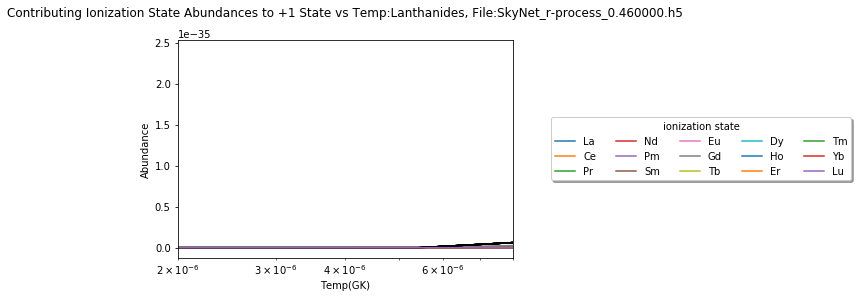 Contributing Ionization State Abundances to +1 State vs Temp:Lanthanides, File:SkyNet_r-process_0.460000.h5
1e−35
2.5
2.0
1.5
1.0
0.5
0.0
Abundance
2 × 10⁻⁶ 3 × 10⁻⁶ 4 × 10⁻⁶ 6 × 10⁻⁶
Temp(GK)
ionization state
La Nd Eu Dy Tm
Ce Pm Gd Ho Yb
Pr Sm Tb Er Lu